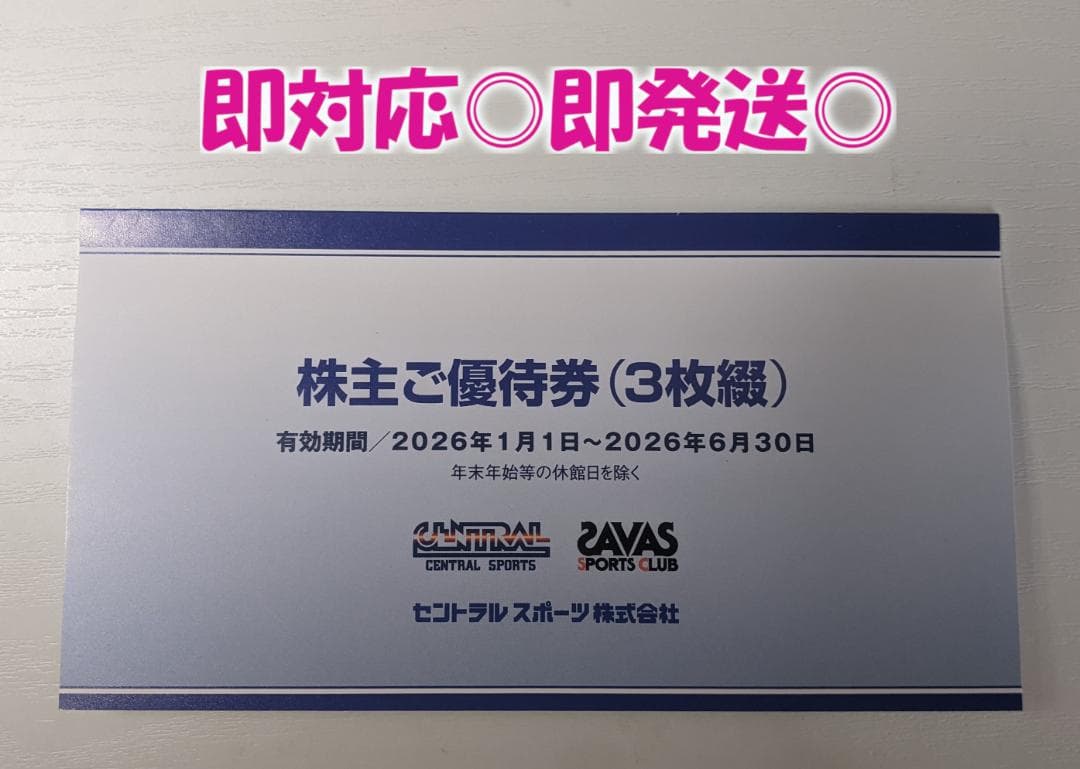 即対応◎即発送◎
株主ご優待券(3枚綴)
有効期間/2026年1月1日~2026年6月30日
年末年始等の休館日を除く
CENTRAL SAVAS
CENTRAL SPORTS SPORTS CLUB
セントラルスポーツ株式会社